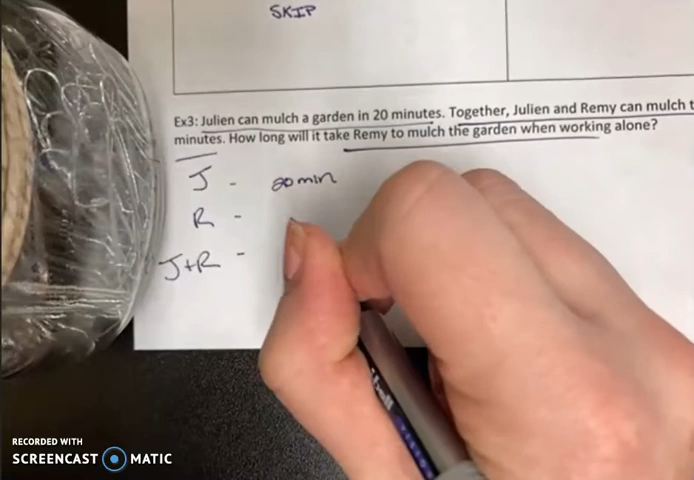 SKIP
Ex3: Julien can mulch a garden in 20 minutes. Together, Julien and Remy can mulch t
minutes. How long will it take Remy to mulch the garden when working alone?
J - 20 min
R -
J+R -
RECORDED WITH
SCREENCAST MATIC